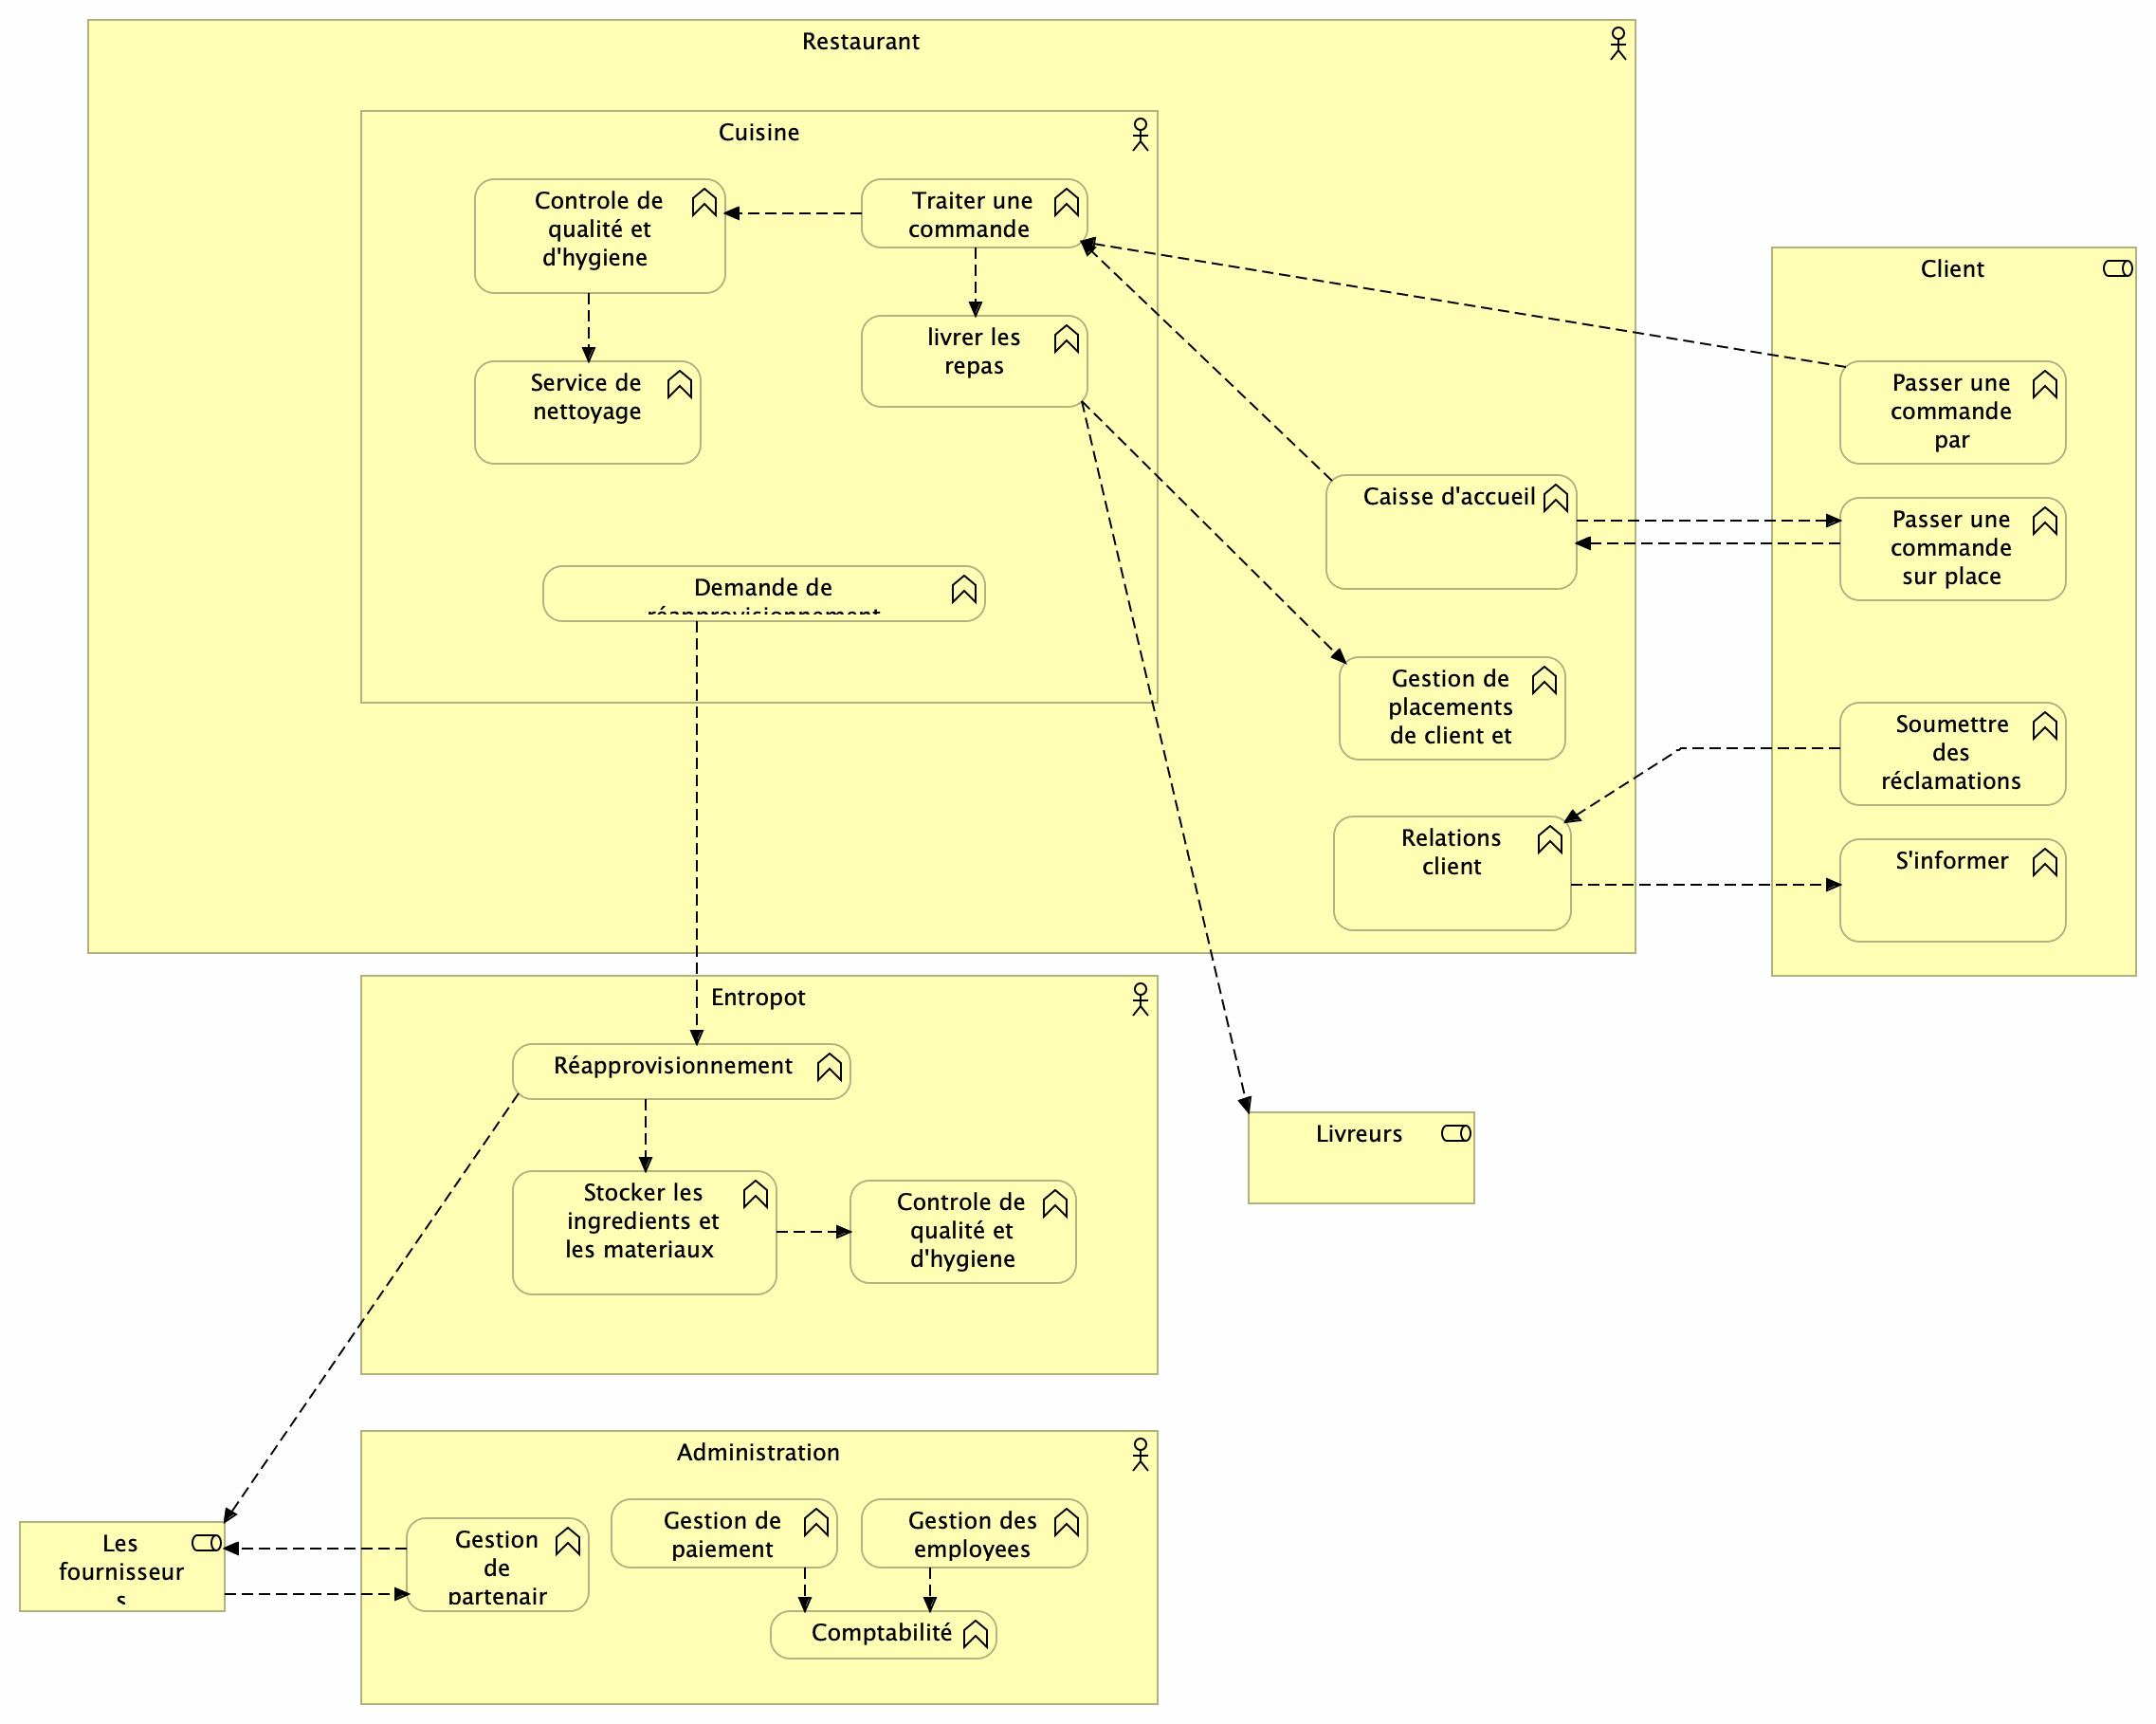 Restaurant
Cuisine
Controle de
qualité et
d'hygiene
Traiter une
commande
livrer les
repas
Service de
nettoyage
Demande de
réapprovisionnement
Caisse d'accueil
Gestion de
placements
de client et
Relations
client
Client
Passer une
commande
par
Passer une
commande
sur place
Soumettre
des
réclamations
S'informer
Entropot
Réapprovisionnement
Stocker les
ingredients et
les materiaux
Controle de
qualité et
d'hygiene
Livreurs
Administration
Gestion
de
partenair
Gestion de
paiement
Gestion des
employees
Comptabilité
Les
fournisseur
s